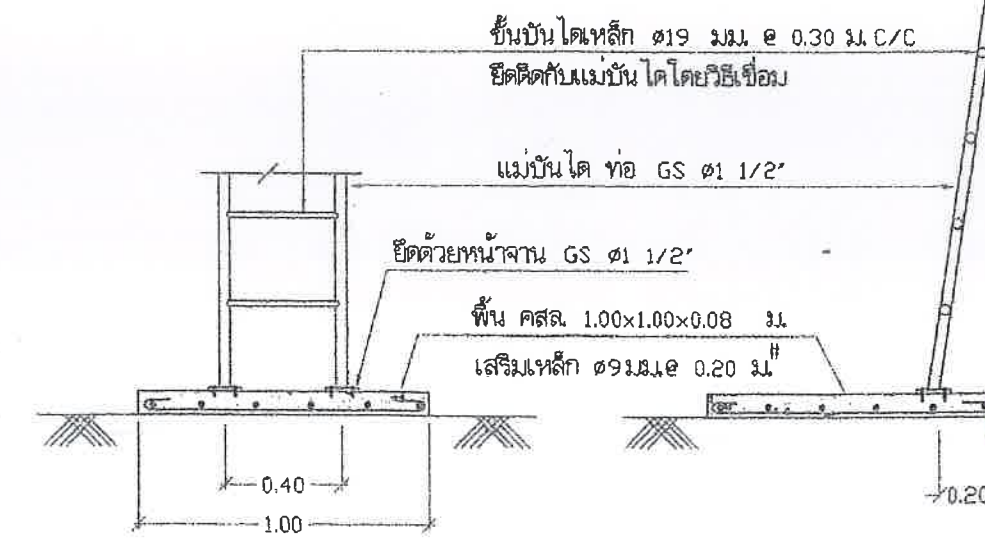 ขั้นบันไดเหล็ก ø19 มม. @ 0.30 ม. C/C
ยึดติดกับแม่บันไดโดยวิธีเชื่อม
แม่บันได ท่อ GS ø1 1/2"
ยึดด้วยหน้าจาน GS ø1 1/2"
พื้น คสล. 1.00x1.00x0.08 ม.
เสริมเหล็ก ø9มม.@ 0.20 ม.#
0.40
0.20
1.00